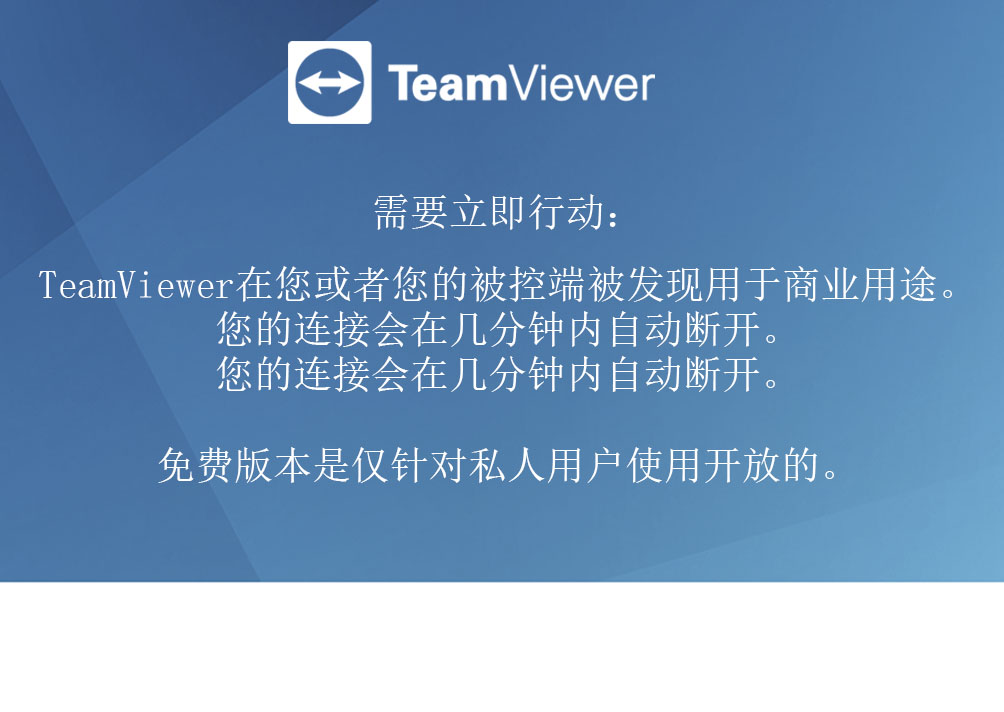 TeamViewer
需要立即行动：
TeamViewer在您或者您的被控端被发现用于商业用途。
您的连接会在几分钟内自动断开。
您的连接会在几分钟内自动断开。
免费版本是仅针对私人用户使用开放的。